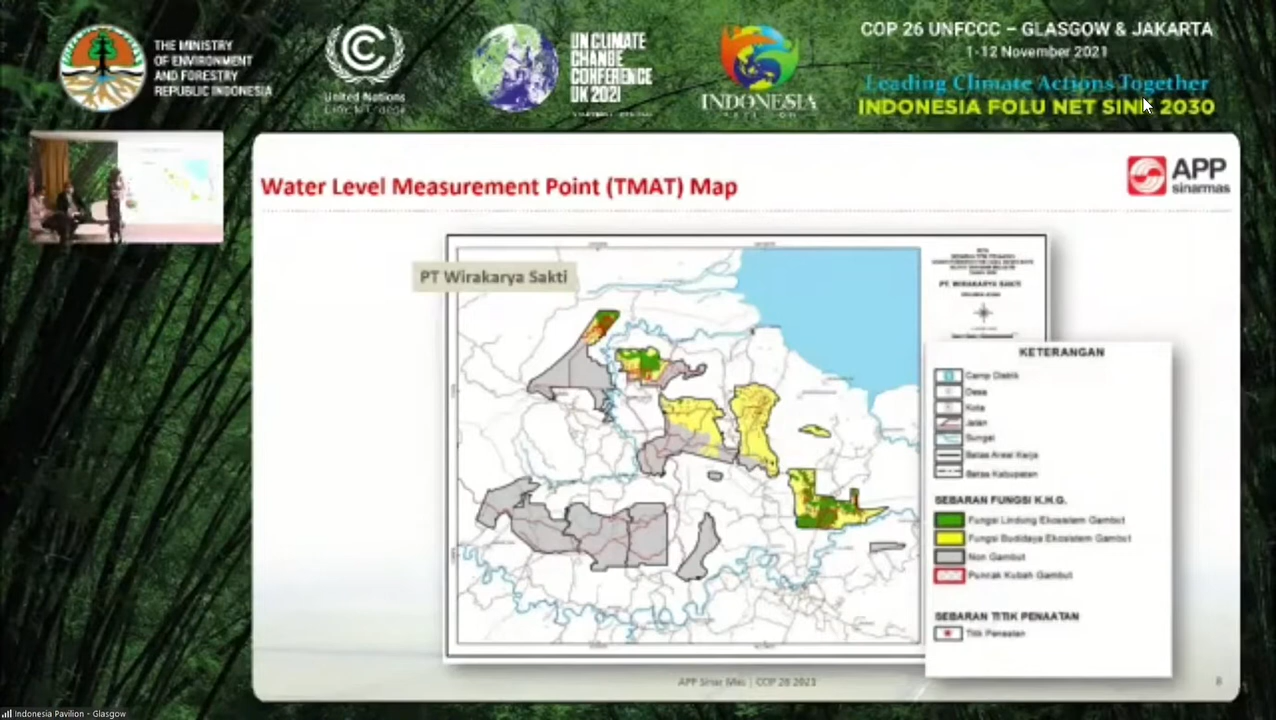 THE MINISTRY
OF ENVIRONMENT
AND FORESTRY
REPUBLIC INDONESIA
United Nations
UN CLIMATE
CHANGE
CONFERENCE
UK 2021
INDONESIA
COP 26 UNFCCC – GLASGOW & JAKARTA
1-12 November 2021
Leading Climate Actions Together
INDONESIA FOLU NET SINK 2030
Water Level Measurement Point (TMAT) Map
APP
sinarmas
PT Wirakarya Sakti
PT. WIRAKARYA SAKTI
KETERANGAN
Camp Distrik
Desa
Kota
Jalan
Sungai
Batas Areal Kerja
Batas Kabupaten
SEBARAN FUNGSI K.H.G.
Fungsi Lindung Ekosistem Gambut
Fungsi Budidaya Ekosistem Gambut
Non Gambut
Puncak Kubah Gambut
SEBARAN TITIK PENAATAN
Titik Penaatan
APP Sinar Mas | COP 26 2021
8
Indonesia Pavilion - Glasgow